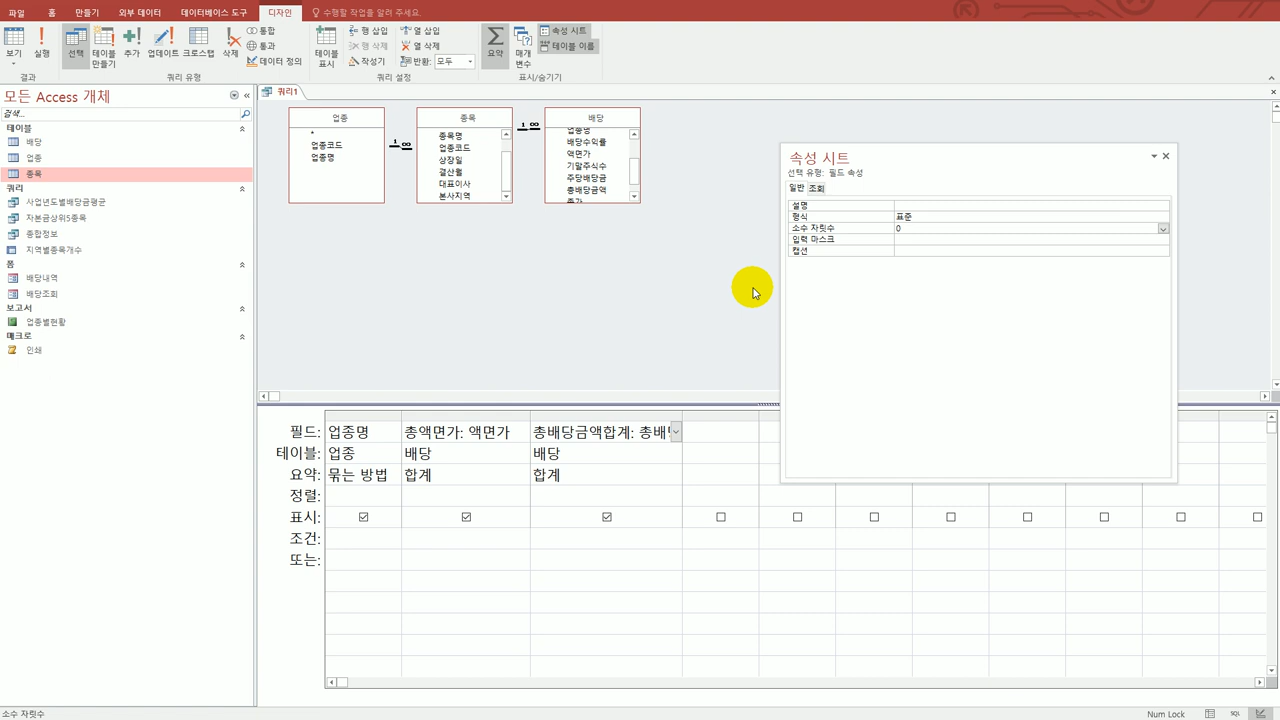 파일 홈 만들기 외부 데이터 데이터베이스 도구 디자인 수행할 작업을 알려 주세요.
보기 실행 선택 테이블 만들기 추가 업데이트 크로스탭 삭제 통합 통과 데이터 정의 테이블 표시 행 삽입 행 삭제 작성기 열 삽입 열 삭제 반환: 모두 요약 매개 변수 속성 시트 테이블 이름
결과 쿼리 유형 쿼리 설정 표시/숨기기
모든 Access 개체
검색...
테이블
배당
업종
종목
쿼리
사업년도별배당금평균
자본금상위5종목
종합정보
지역별종목개수
폼
배당내역
배당조회
보고서
업종별현황
매크로
인쇄
쿼리1
업종
*
업종코드
업종명
1 ∞
종목
종목명
업종코드
상장일
결산월
대표이사
본사지역
1 ∞
배당
배당수익률
액면가
기말주식수
주당배당금
총배당금액
속성 시트
선택 유형: 필드 속성
일반 조회
설명
형식 표준
소수 자릿수 0
입력 마스크
캡션
필드: 업종명 총액면가: 액면가 총배당금액합계: 총배
테이블: 업종 배당 배당
요약: 묶는 방법 합계 합계
정렬:
표시:
조건:
또는:
소수 자릿수 Num Lock SQL